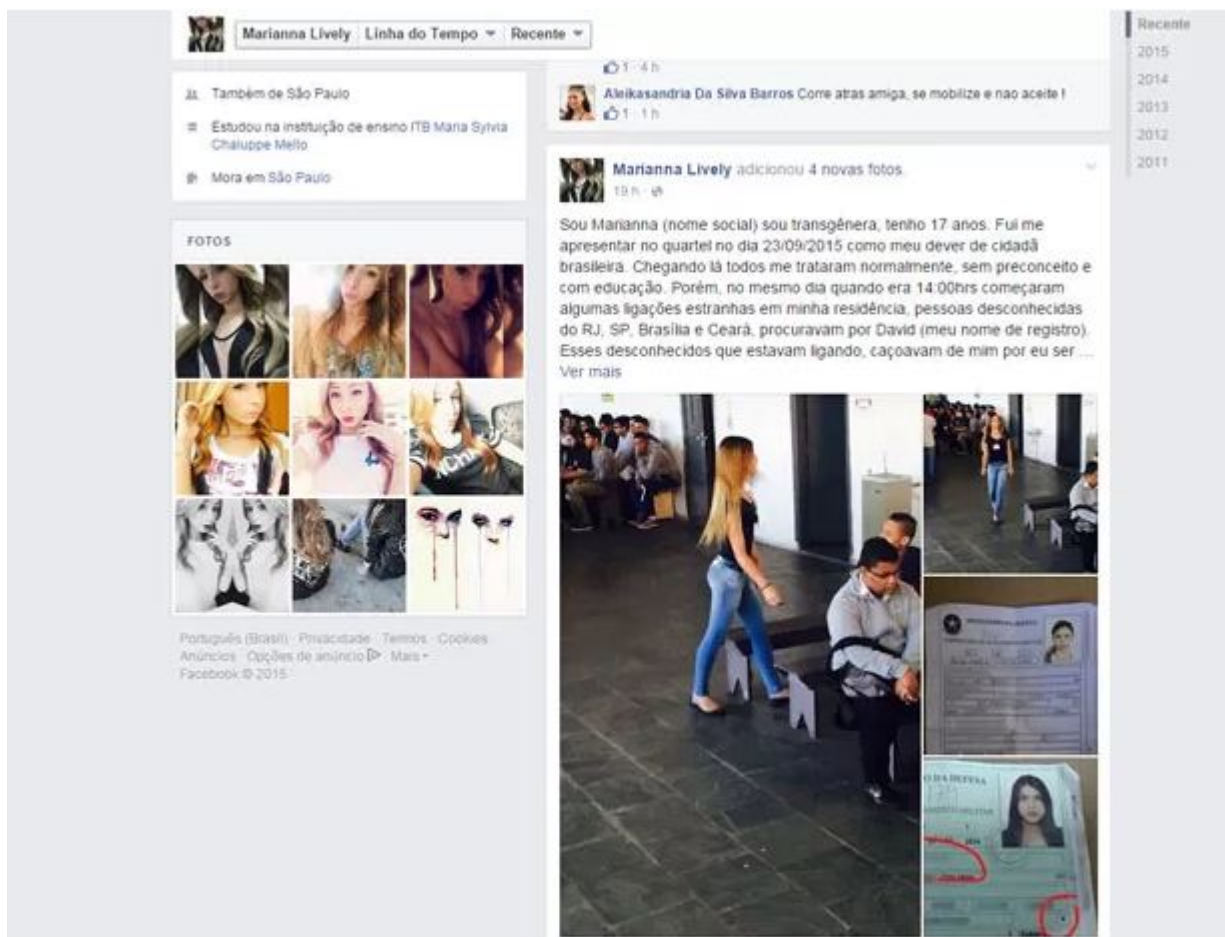 Marianna Lively Linha do Tempo Recente
Também de São Paulo
Estudou na instituição de ensino ITB Maria Sylvia
Chaluppe Mello
Mora em São Paulo
FOTOS
Português (Brasil) · Privacidade · Termos · Cookies ·
Anúncios · Opções de anúncio · Mais
Facebook © 2015
1 · 4 h
Aleikasandria Da Silva Barros Corre atras amiga, se mobilize e nao aceite !
1 · 1 h
Marianna Lively adicionou 4 novas fotos.
19 h ·
Sou Marianna (nome social) sou transgênera, tenho 17 anos. Fui me
apresentar no quartel no dia 23/09/2015 como meu dever de cidadã
brasileira. Chegando lá todos me trataram normalmente, sem preconceito e
com educação. Porém, no mesmo dia quando era 14:00hrs começaram
algumas ligações estranhas em minha residência, pessoas desconhecidas
do RJ, SP, Brasília e Ceará, procuravam por David (meu nome de registro).
Esses desconhecidos que estavam ligando, caçoavam de mim por eu ser ...
Ver mais
DA DEFESA
MILITAR
Recente
2015
2014
2013
2012
2011